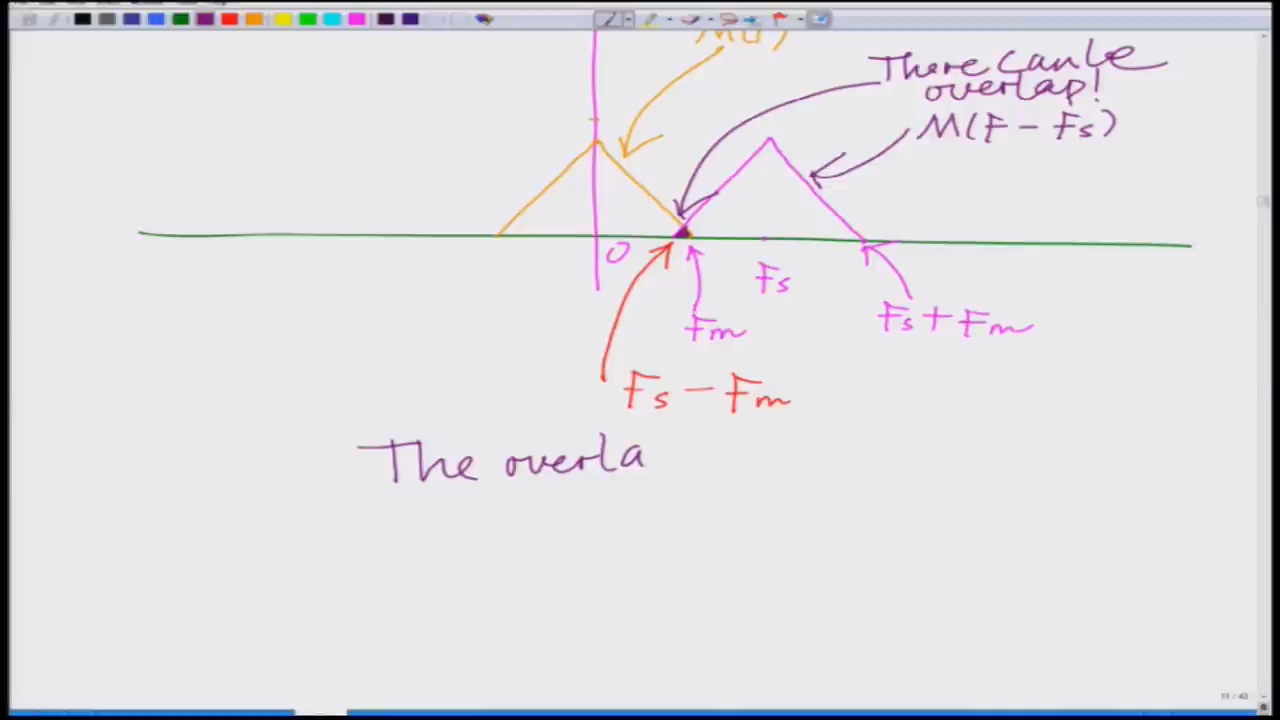 There can be
overlap!
M(F - Fs)
0
Fs
Fm
Fs + Fm
Fs - Fm
The overla